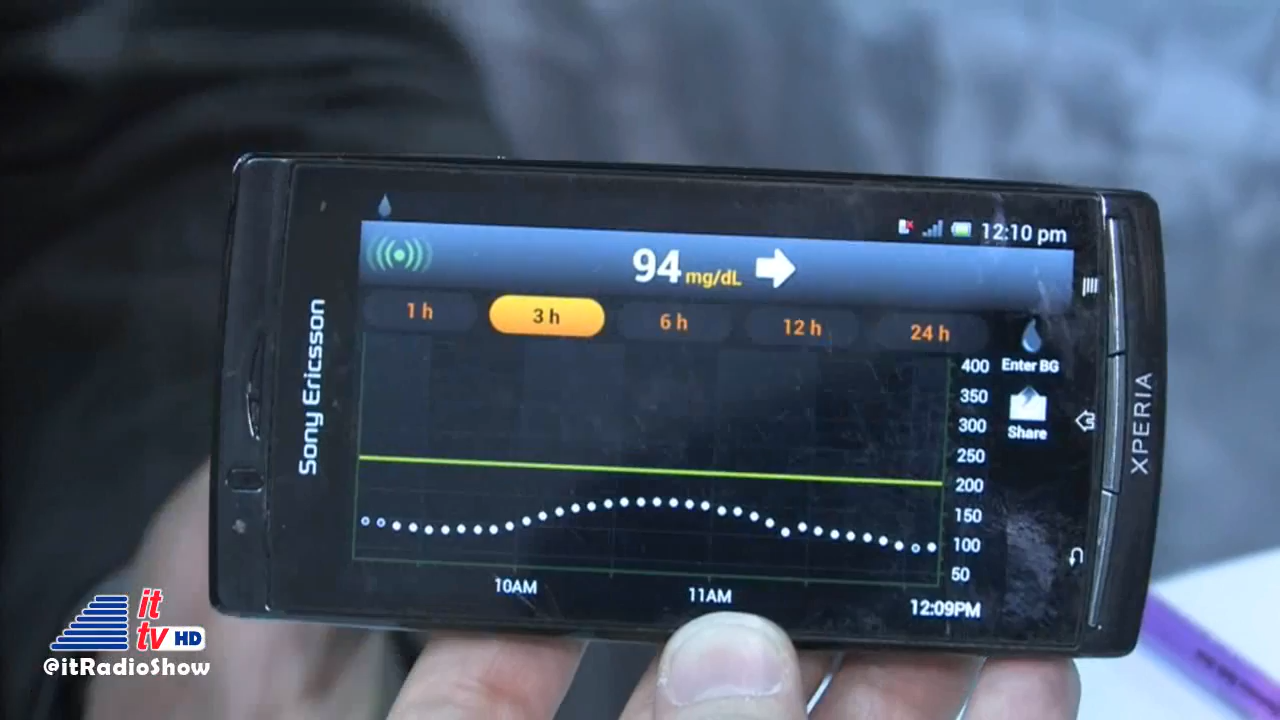 12:10 pm
94 mg/dL
1 h
3 h
6 h
12 h
24 h
Enter BG
Share
400
350
300
250
200
150
100
50
10AM
11AM
12:09PM
Sony Ericsson
XPERIA
it
tv HD
@itRadioShow